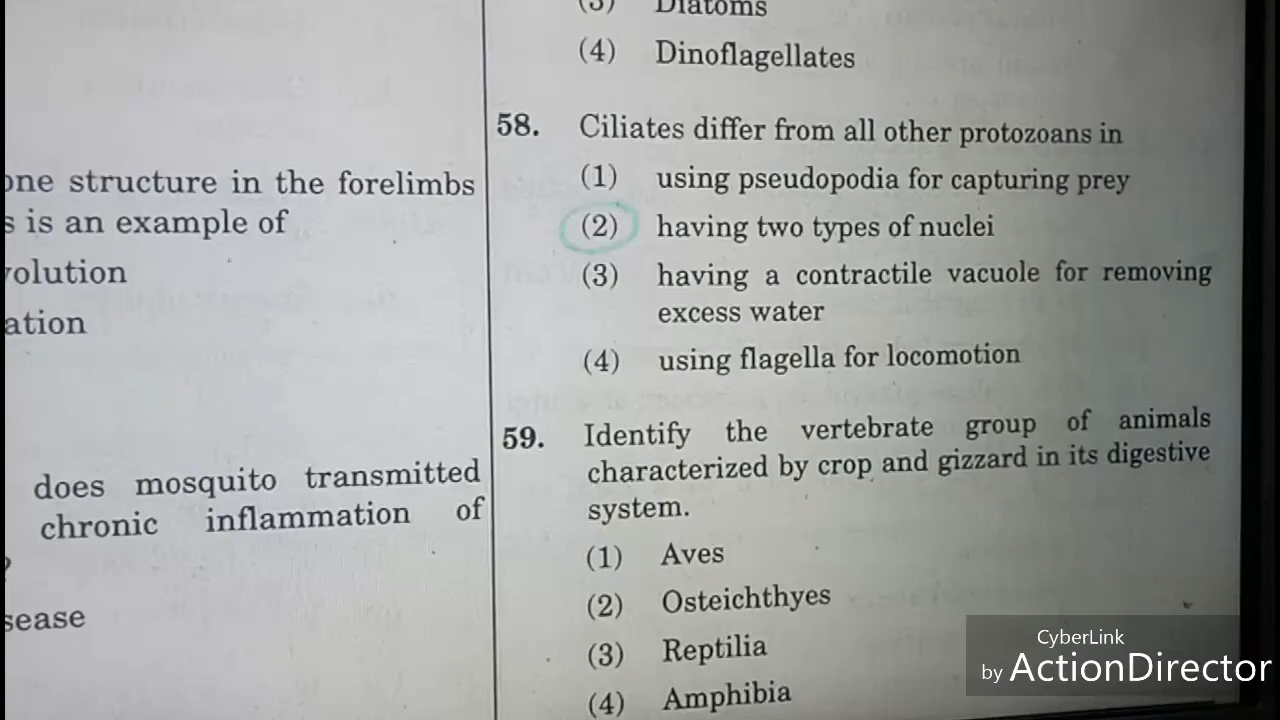 one structure in the forelimbs
s is an example of
volution
ation
does mosquito transmitted
chronic inflammation of
?
sease
(3) Diatoms
(4) Dinoflagellates
58. Ciliates differ from all other protozoans in
(1) using pseudopodia for capturing prey
(2) having two types of nuclei
(3) having a contractile vacuole for removing
excess water
(4) using flagella for locomotion
59. Identify the vertebrate group of animals
characterized by crop and gizzard in its digestive
system.
(1) Aves
(2) Osteichthyes
(3) Reptilia
(4) Amphibia
CyberLink
by ActionDirector